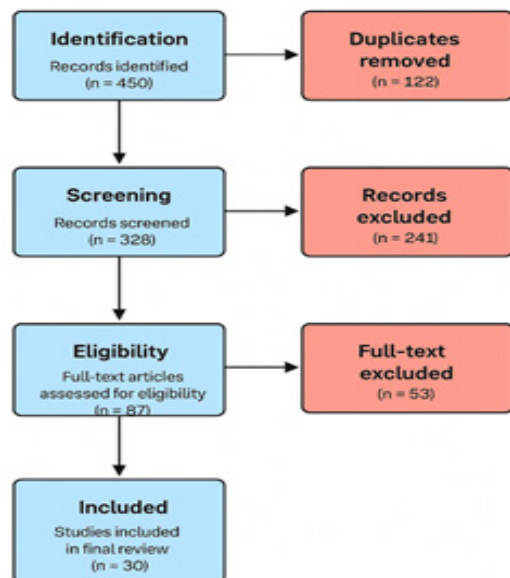 Identification
Records identified
(n = 450)
Duplicates
removed
(n = 122)
Screening
Records screened
(n = 328)
Records
excluded
(n = 241)
Eligibility
Full-text articles
assessed for eligibility
(n = 87)
Full-text
excluded
(n = 53)
Included
Studies included
in final review
(n = 30)